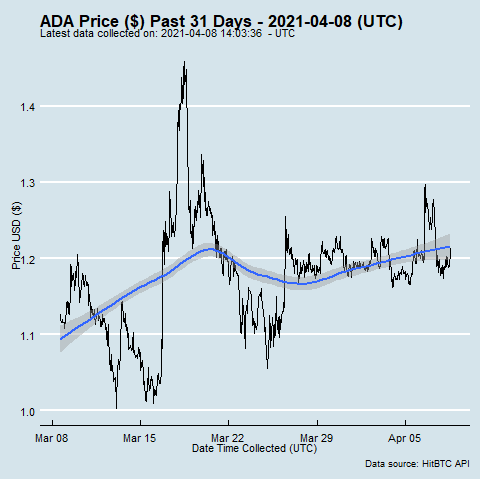 ADA Price ($) Past 31 Days - 2021-04-08 (UTC)
Latest data collected on: 2021-04-08 14:03:36  - UTC
Price USD ($)
1.4
1.3
1.2
1.1
1.0
Mar 08
Mar 15
Mar 22
Mar 29
Apr 05
Date Time Collected (UTC)
Data source: HitBTC API